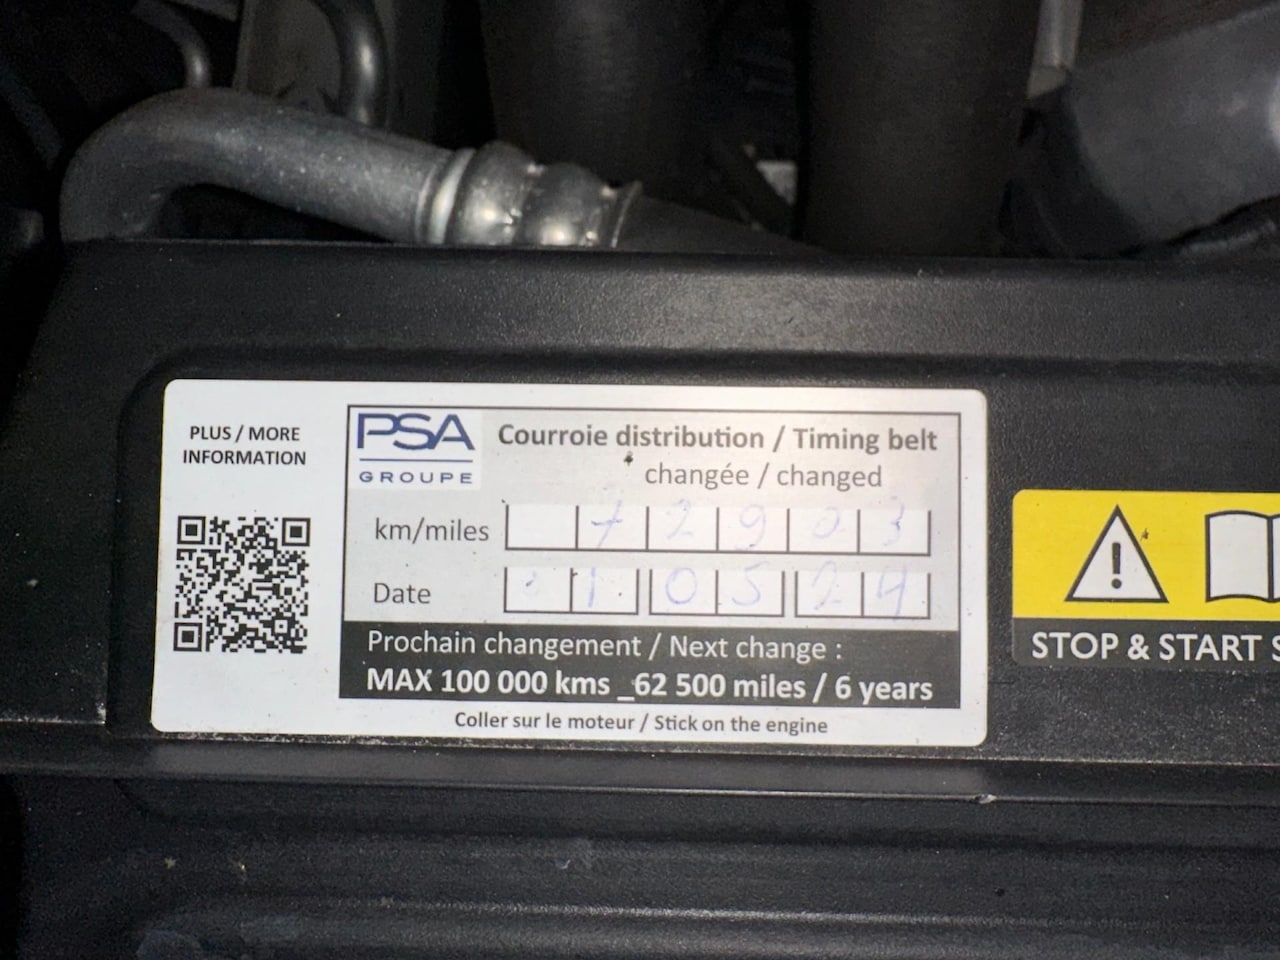 PLUS / MORE
INFORMATION
PSA
GROUPE
Courroie distribution / Timing belt
changée / changed
km/miles 72903
Date 1 05 24
Prochain changement / Next change :
MAX 100 000 kms _62 500 miles / 6 years
Coller sur le moteur / Stick on the engine
STOP & START